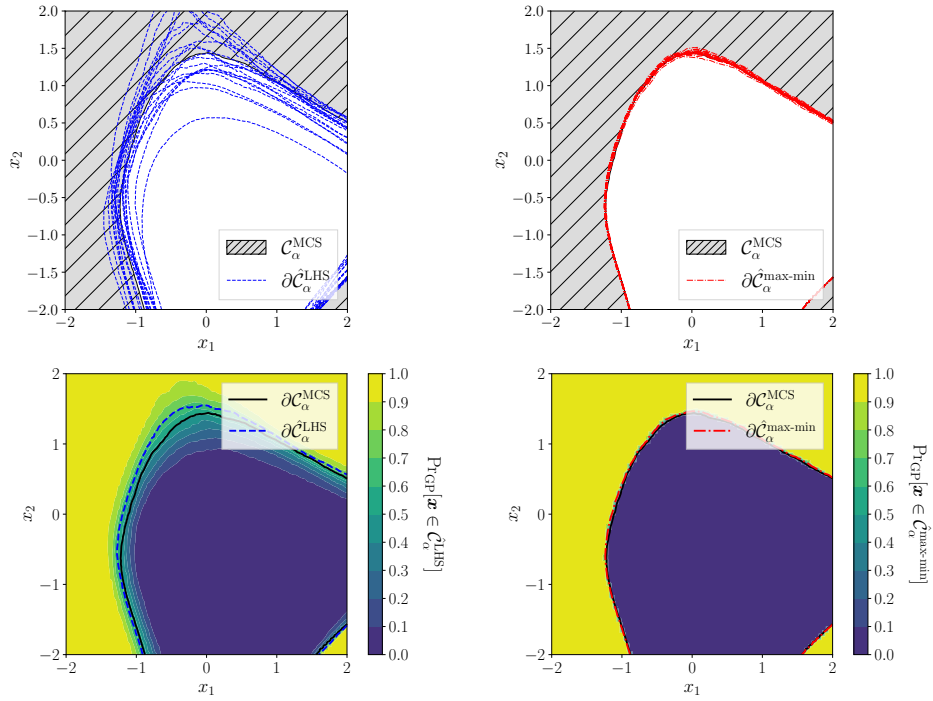 2.0
1.5
1.0
0.5
0.0
−0.5
−1.0
−1.5
−2.0
x₂
−2 −1 0 1 2
x₁
𝒞_α^MCS
∂𝒞̂_α^LHS
2.0
1.5
1.0
0.5
0.0
−0.5
−1.0
−1.5
−2.0
x₂
−2 −1 0 1 2
x₁
𝒞_α^MCS
∂𝒞̂_α^max-min
2
1
0
−1
−2
x₂
−2 −1 0 1 2
x₁
∂𝒞_α^MCS
∂𝒞̂_α^LHS
1.0
0.9
0.8
0.7
0.6
0.5
0.4
0.3
0.2
0.1
0.0
Pr_GP[𝒙 ∈ 𝒞̂_α^LHS]
2
1
0
−1
−2
x₂
−2 −1 0 1 2
x₁
∂𝒞_α^MCS
∂𝒞̂_α^max-min
1.0
0.9
0.8
0.7
0.6
0.5
0.4
0.3
0.2
0.1
0.0
Pr_GP[𝒙 ∈ 𝒞̂_α^max-min]